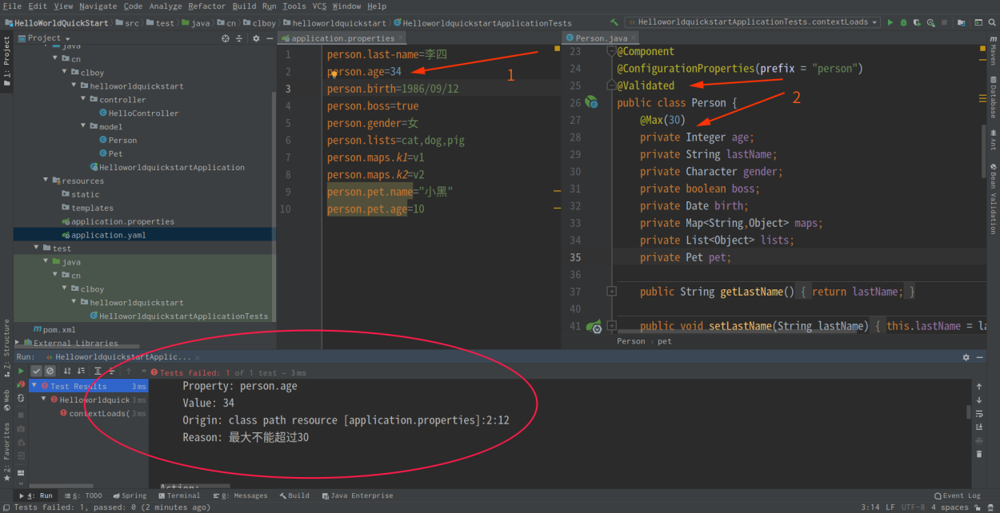 File Edit View Navigate Code Analyze Refactor Build Run Tools VCS Window Help
HelloWorldQuickStart src test java cn clboy helloworldquickstart HelloworldquickstartApplicationTests
HelloworldquickstartApplicationTests.contextLoads
1: Project
Z: Structure
Web
2: Favorites
Project
java
cn
clboy
helloworldquickstart
controller
HelloController
model
Person
Pet
HelloworldquickstartApplication
resources
static
templates
application.properties
application.yaml
test
java
cn
clboy
helloworldquickstart
HelloworldquickstartApplicationTests
pom.xml
External Libraries
application.properties
1 person.last-name=李四
2 person.age=34
3 person.birth=1986/09/12
4 person.boss=true
5 person.gender=女
6 person.lists=cat,dog,pig
7 person.maps.k1=v1
8 person.maps.k2=v2
9 person.pet.name="小黑"
10 person.pet.age=10
1
Person.java
23 @Component
24 @ConfigurationProperties(prefix = "person")
25 @Validated
26 public class Person {
27 @Max(30)
28 private Integer age;
29 private String lastName;
30 private Character gender;
31 private boolean boss;
32 private Date birth;
33 private Map<String,Object> maps;
34 private List<Object> lists;
35 private Pet pet;
36
37 public String getLastName() { return lastName; }
40
41 public void setLastName(String lastName) { this.lastName = la
2
Person › pet
Maven
Database
Ant
Bean Validation
Run: HelloworldquickstartApplic...
Tests failed: 1 of 1 test – 3 ms
Test Results 3 ms
Helloworldquick 3 ms
contextLoads( 3 ms
Property: person.age
Value: 34
Origin: class path resource [application.properties]:2:12
Reason: 最大不能超过30
Action:
4: Run 6: TODO Spring Terminal 0: Messages Build Java Enterprise Event Log
Tests failed: 1, passed: 0 (2 minutes ago) 3:14 LF UTF-8 4 spaces